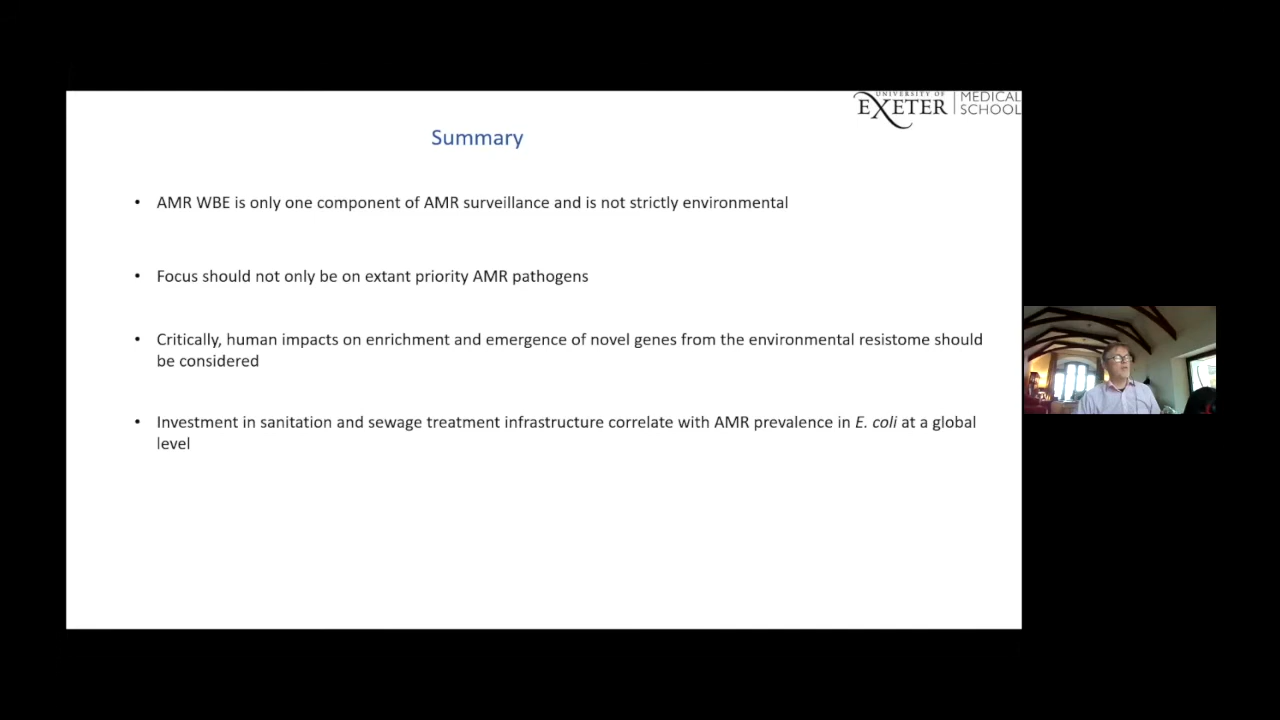 UNIVERSITY OF
EXETER
MEDICAL
SCHOOL
Summary
• AMR WBE is only one component of AMR surveillance and is not strictly environmental
• Focus should not only be on extant priority AMR pathogens
• Critically, human impacts on enrichment and emergence of novel genes from the environmental resistome should
be considered
• Investment in sanitation and sewage treatment infrastructure correlate with AMR prevalence in E. coli at a global
level